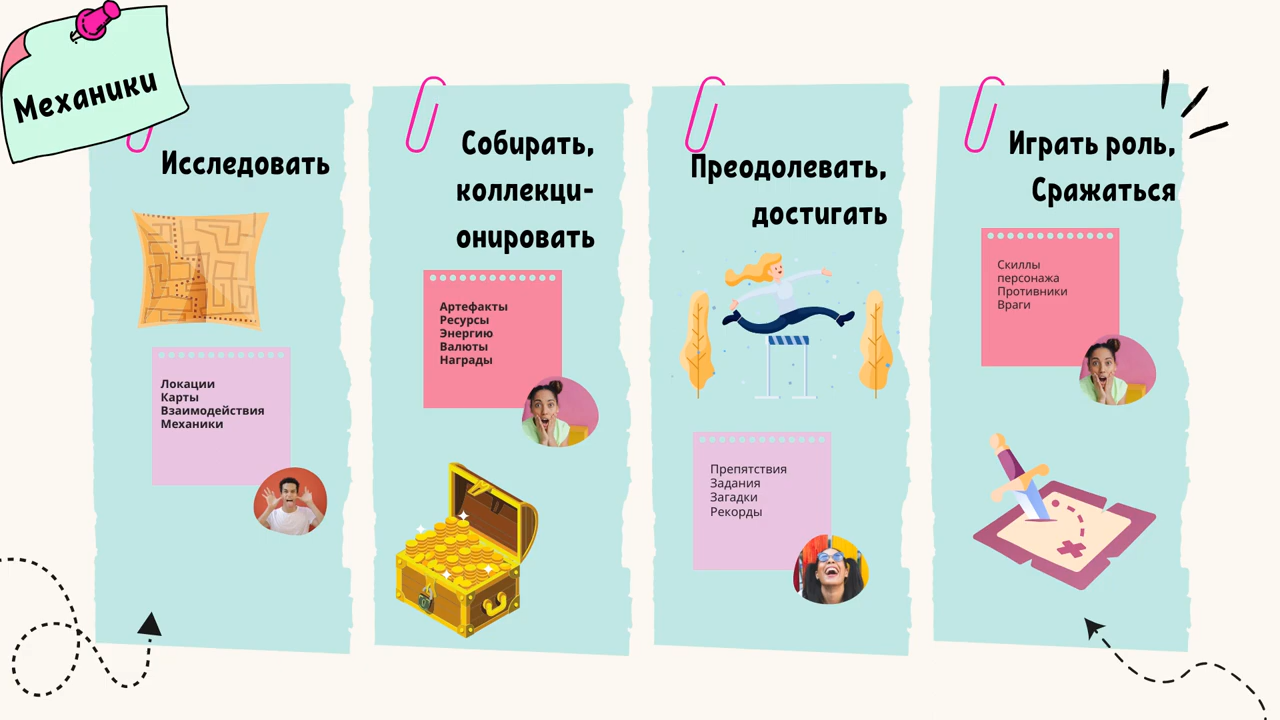 Механики
Исследовать
Локации
Карты
Взаимодействия
Механики
Собирать,
коллекци-
онировать
Артефакты
Ресурсы
Энергию
Валюты
Награды
Преодолевать,
достигать
Препятствия
Задания
Загадки
Рекорды
Играть роль,
Сражаться
Скиллы
персонажа
Противники
Враги